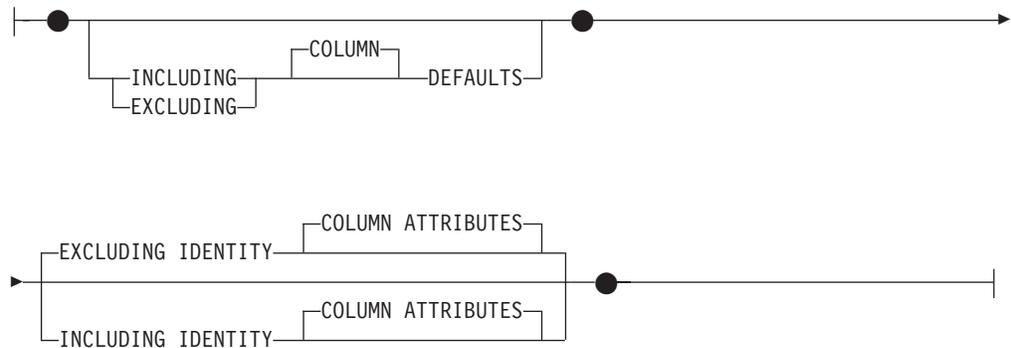 COLUMN
INCLUDING DEFAULTS
EXCLUDING
COLUMN ATTRIBUTES
EXCLUDING IDENTITY
COLUMN ATTRIBUTES
INCLUDING IDENTITY